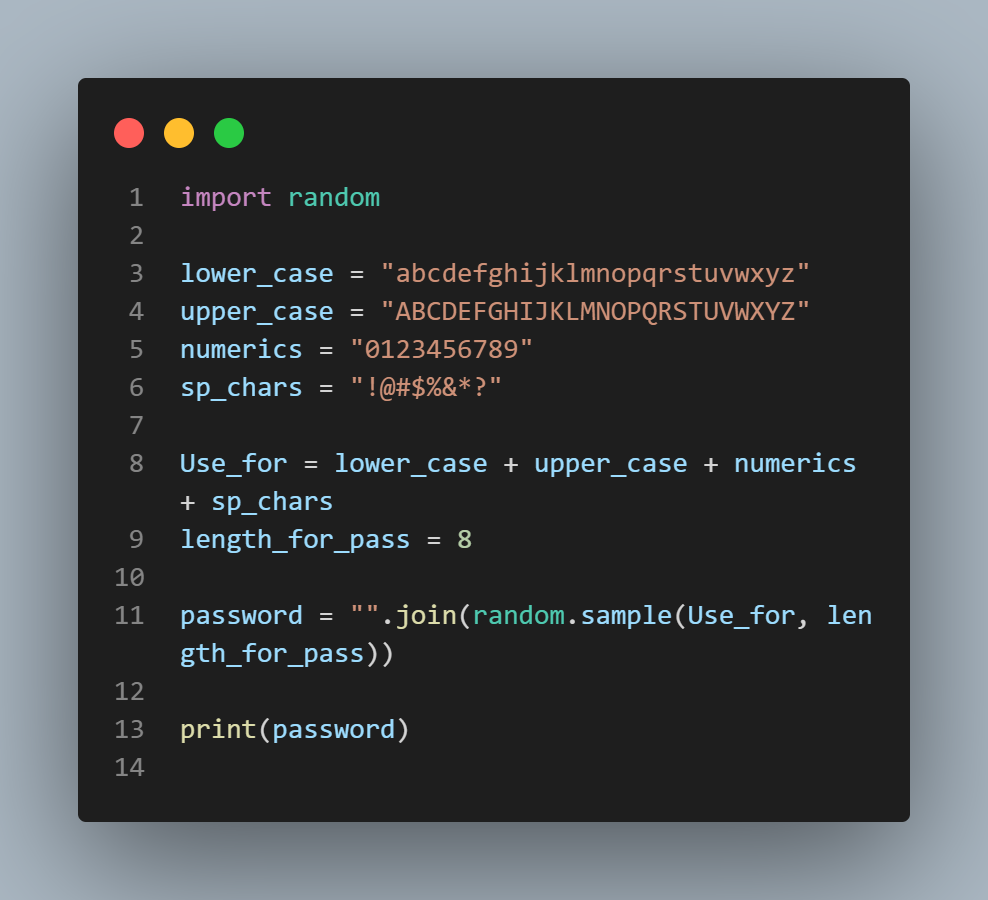 1 import random
2
3 lower_case = "abcdefghijklmnopqrstuvwxyz"
4 upper_case = "ABCDEFGHIJKLMNOPQRSTUVWXYZ"
5 numerics = "0123456789"
6 sp_chars = "!@#$%&*?"
7
8 Use_for = lower_case + upper_case + numerics
+ sp_chars
9 length_for_pass = 8
10
11 password = "".join(random.sample(Use_for, len
gth_for_pass))
12
13 print(password)
14